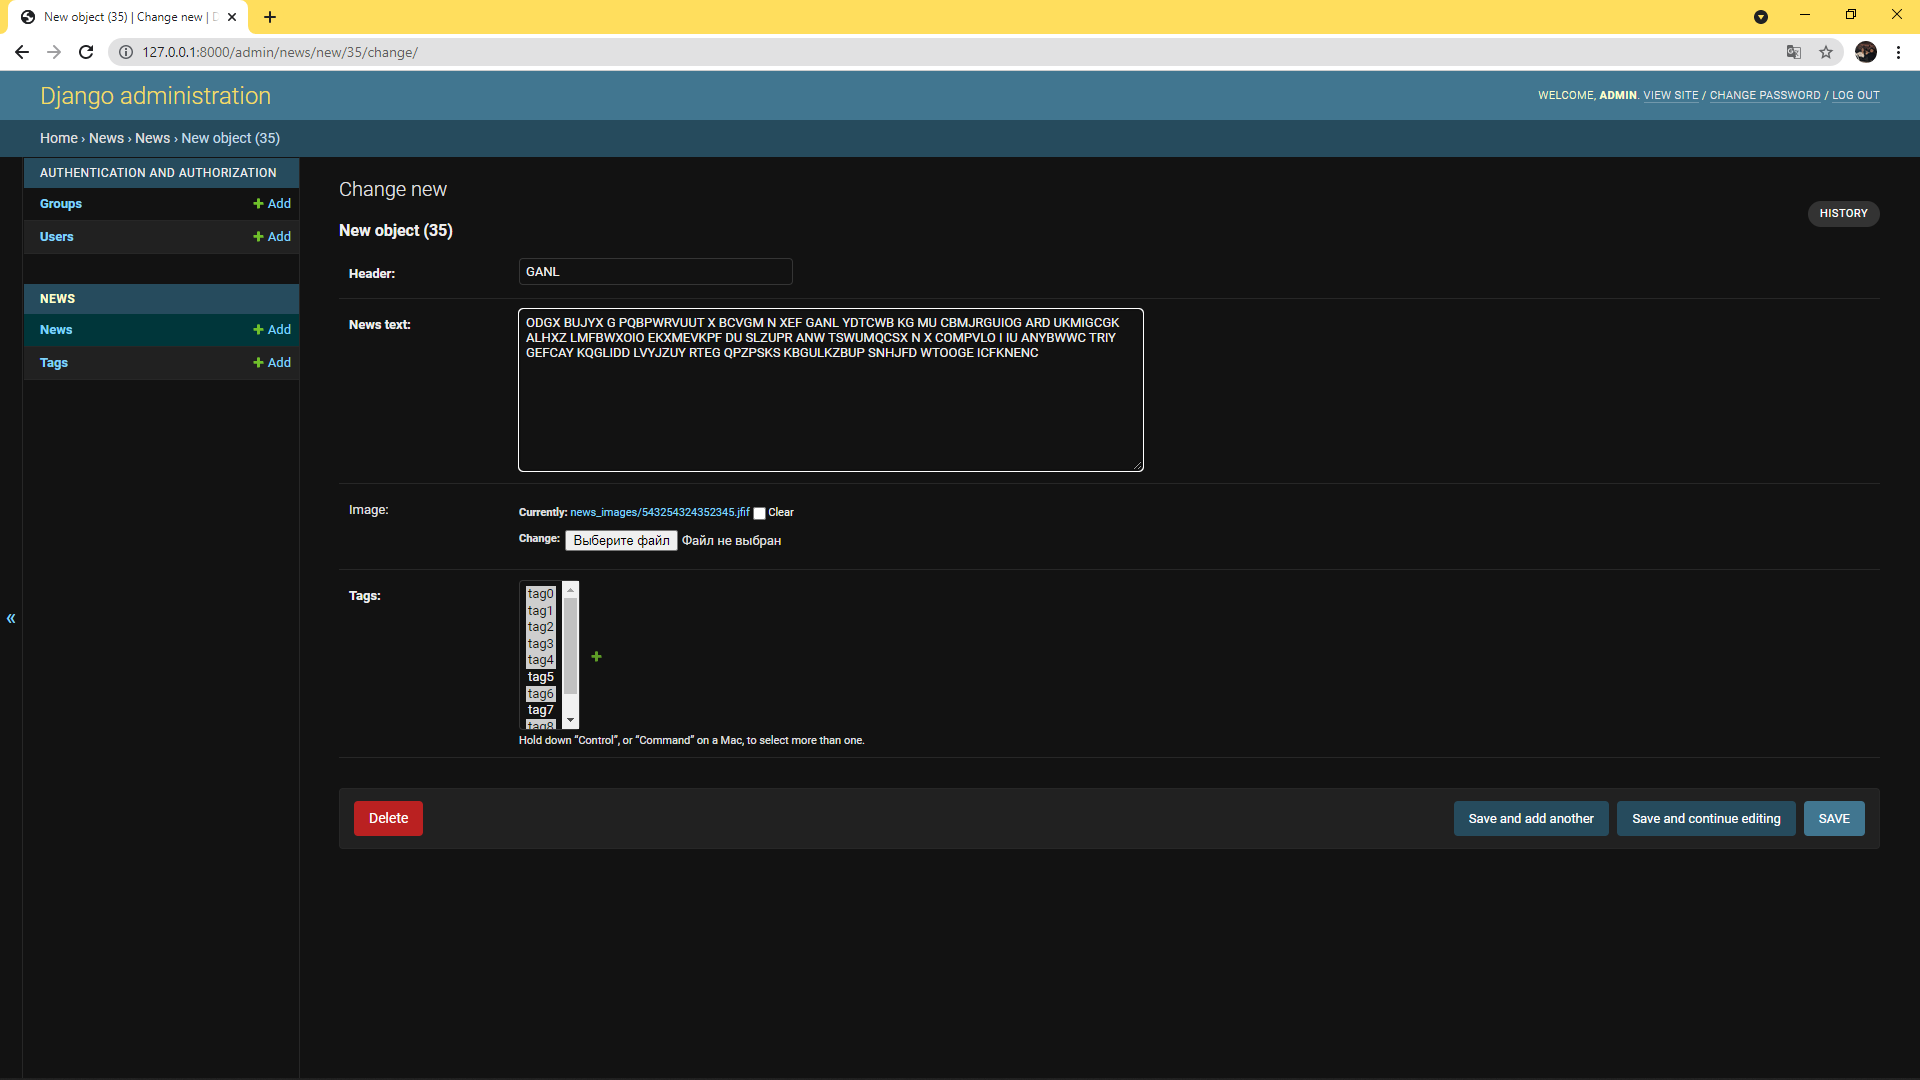 New object (35) | Change new |
127.0.0.1:8000/admin/news/new/35/change/
Django administration
WELCOME, ADMIN. VIEW SITE / CHANGE PASSWORD / LOG OUT
Home › News › News › New object (35)
AUTHENTICATION AND AUTHORIZATION
Groups + Add
Users + Add
NEWS
News + Add
Tags + Add
«
Change new
HISTORY
New object (35)
Header: GANL
News text:
ODGX BUJYX G PQBPWRVUUT X BCVGM N XEF GANL YDTCWB KG MU CBMJRGUIOG ARD UKMIGCGK
ALHXZ LMFBWXOIO EKXMEVKPF DU SLZUPR ANW TSWUMQCSX N X COMPVLO I IU ANYBWWC TRIY
GEFCAY KQGLIDD LVYJZUY RTEG QPZPSKS KBGULKZBUP SNHJFD WTOOGE ICFKNENC
Image:
Currently: news_images/543254324352345.jfif Clear
Change: Выберите файл Файл не выбран
Tags:
tag0
tag1
tag2
tag3
tag4
tag5
tag6
tag7
tag8
Hold down “Control”, or “Command” on a Mac, to select more than one.
Delete
Save and add another
Save and continue editing
SAVE